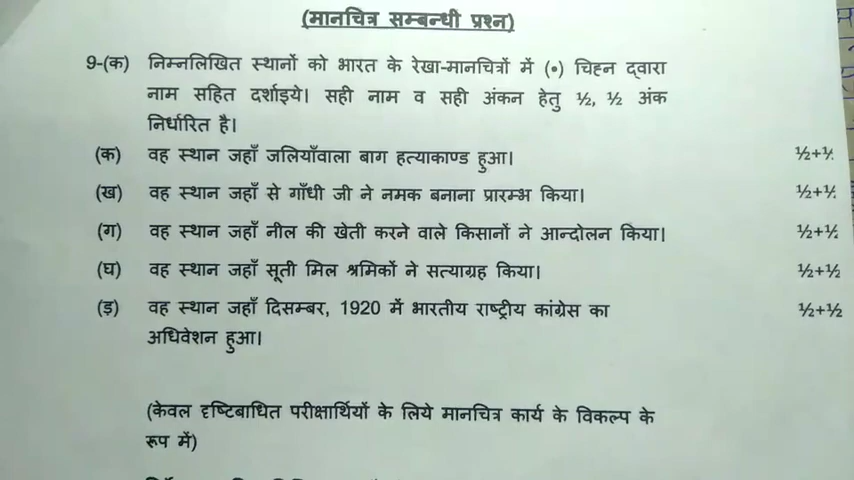 (मानचित्र सम्बन्धी प्रश्न)
9-(क) निम्नलिखित स्थानों को भारत के रेखा-मानचित्रों में (•) चिह्न द्वारा
नाम सहित दर्शाइये। सही नाम व सही अंकन हेतु ½, ½ अंक
निर्धारित है।
(क) वह स्थान जहाँ जलियाँवाला बाग हत्याकाण्ड हुआ। ½+½
(ख) वह स्थान जहाँ से गाँधी जी ने नमक बनाना प्रारम्भ किया। ½+½
(ग) वह स्थान जहाँ नील की खेती करने वाले किसानों ने आन्दोलन किया। ½+½
(घ) वह स्थान जहाँ सूती मिल श्रमिकों ने सत्याग्रह किया। ½+½
(ड़) वह स्थान जहाँ दिसम्बर, 1920 में भारतीय राष्ट्रीय कांग्रेस का ½+½
अधिवेशन हुआ।
(केवल दृष्टिबाधित परीक्षार्थियों के लिये मानचित्र कार्य के विकल्प के
रूप में)